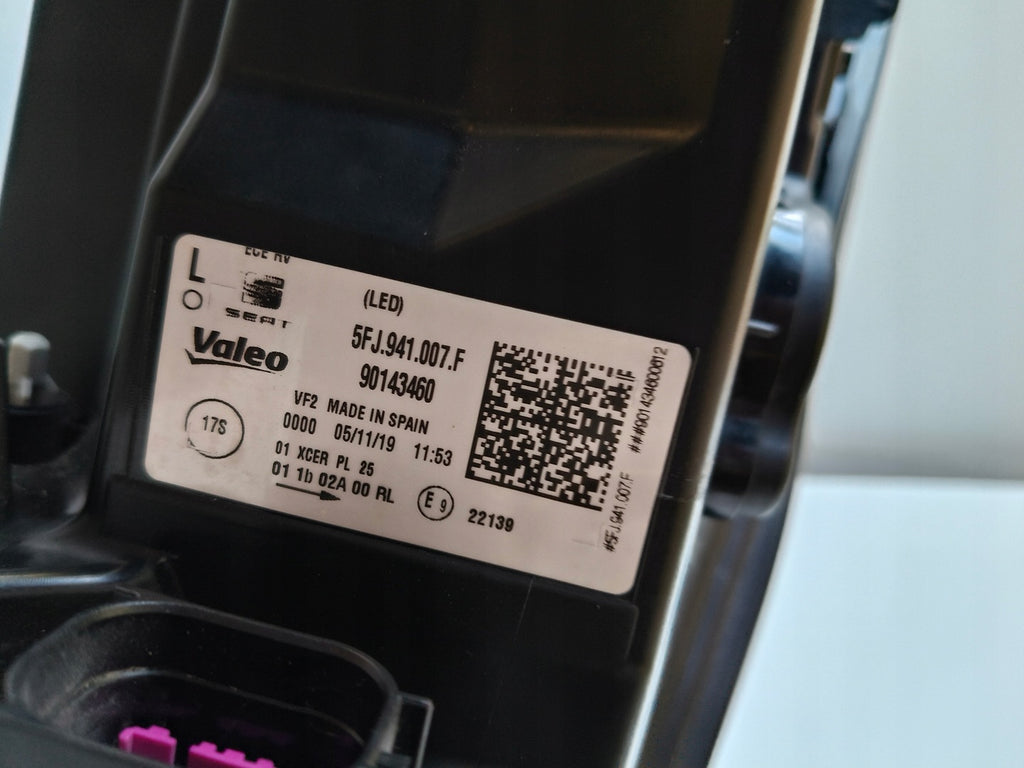 L
ECE RV
SEAT
(LED)
Valeo
5FJ.941.007.F
90143460
VF2 MADE IN SPAIN
17S
0000 05/11/19 11:53
01 XCER PL 25
01 1b 02A 00 RL
E 9
22139
#5FJ.941.007.F
###901434600812